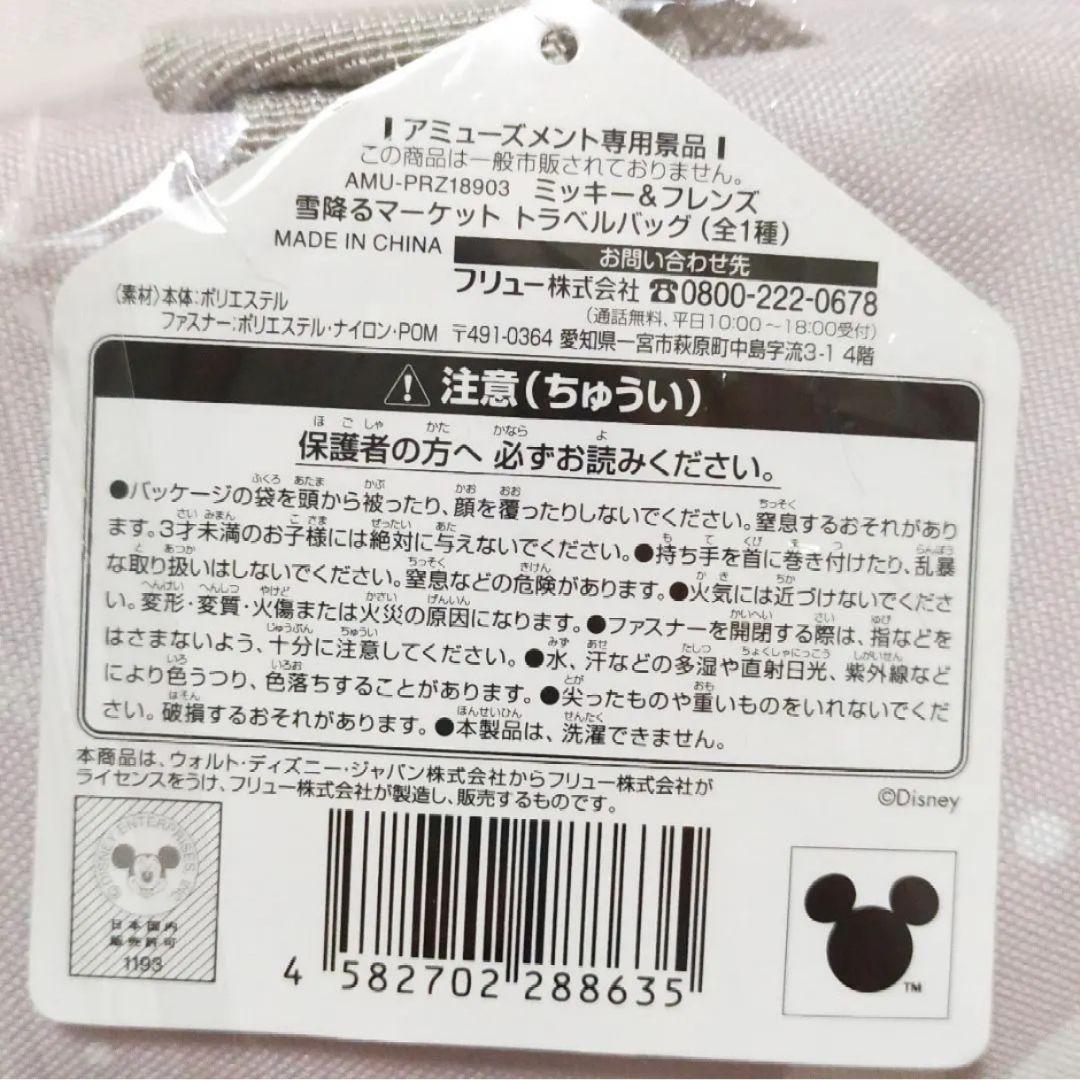 アミューズメント専用景品
この商品は一般市販されておりません。
AMU-PRZ18903 ミッキー&フレンズ
雪降るマーケット トラベルバッグ(全1種)
MADE IN CHINA
お問い合わせ先
フリュー株式会社 ☎0800-222-0678
(通話無料、平日10:00〜18:00受付)
〈素材〉本体:ポリエステル
ファスナー:ポリエステル・ナイロン・POM
〒491-0364 愛知県一宮市萩原町中島字流3-1 4階
⚠ 注意(ちゅうい)
保護者の方へ 必ずお読みください。
●パッケージの袋を頭から被ったり、顔を覆ったりしないでください。窒息するおそれがあり
ます。3才未満のお子様には絶対に与えないでください。●持ち手を首に巻き付けたり、乱暴
な取り扱いはしないでください。窒息などの危険があります。●火気には近づけないでくださ
い。変形・変質・火傷または火災の原因になります。●ファスナーを開閉する際は、指などを
はさまないよう、十分に注意してください。●水、汗などの多湿や直射日光、紫外線など
により色うつり、色落ちすることがあります。●尖ったものや重いものをいれないでくだ
さい。破損するおそれがあります。●本製品は、洗濯できません。
本商品は、ウォルト・ディズニー・ジャパン株式会社からフリュー株式会社が
ライセンスをうけ、フリュー株式会社が製造し、販売するものです。
©Disney
© DISNEY ENTERPRISES, INC.
日本国内
販売許可
1193
4 582702 288635
TM